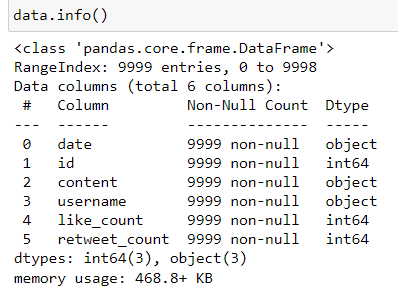 data.info()
<class 'pandas.core.frame.DataFrame'>
RangeIndex: 9999 entries, 0 to 9998
Data columns (total 6 columns):
 #   Column         Non-Null Count  Dtype
---  ------         --------------  -----
 0   date           9999 non-null   object
 1   id             9999 non-null   int64
 2   content        9999 non-null   object
 3   username       9999 non-null   object
 4   like_count     9999 non-null   int64
 5   retweet_count  9999 non-null   int64
dtypes: int64(3), object(3)
memory usage: 468.8+ KB